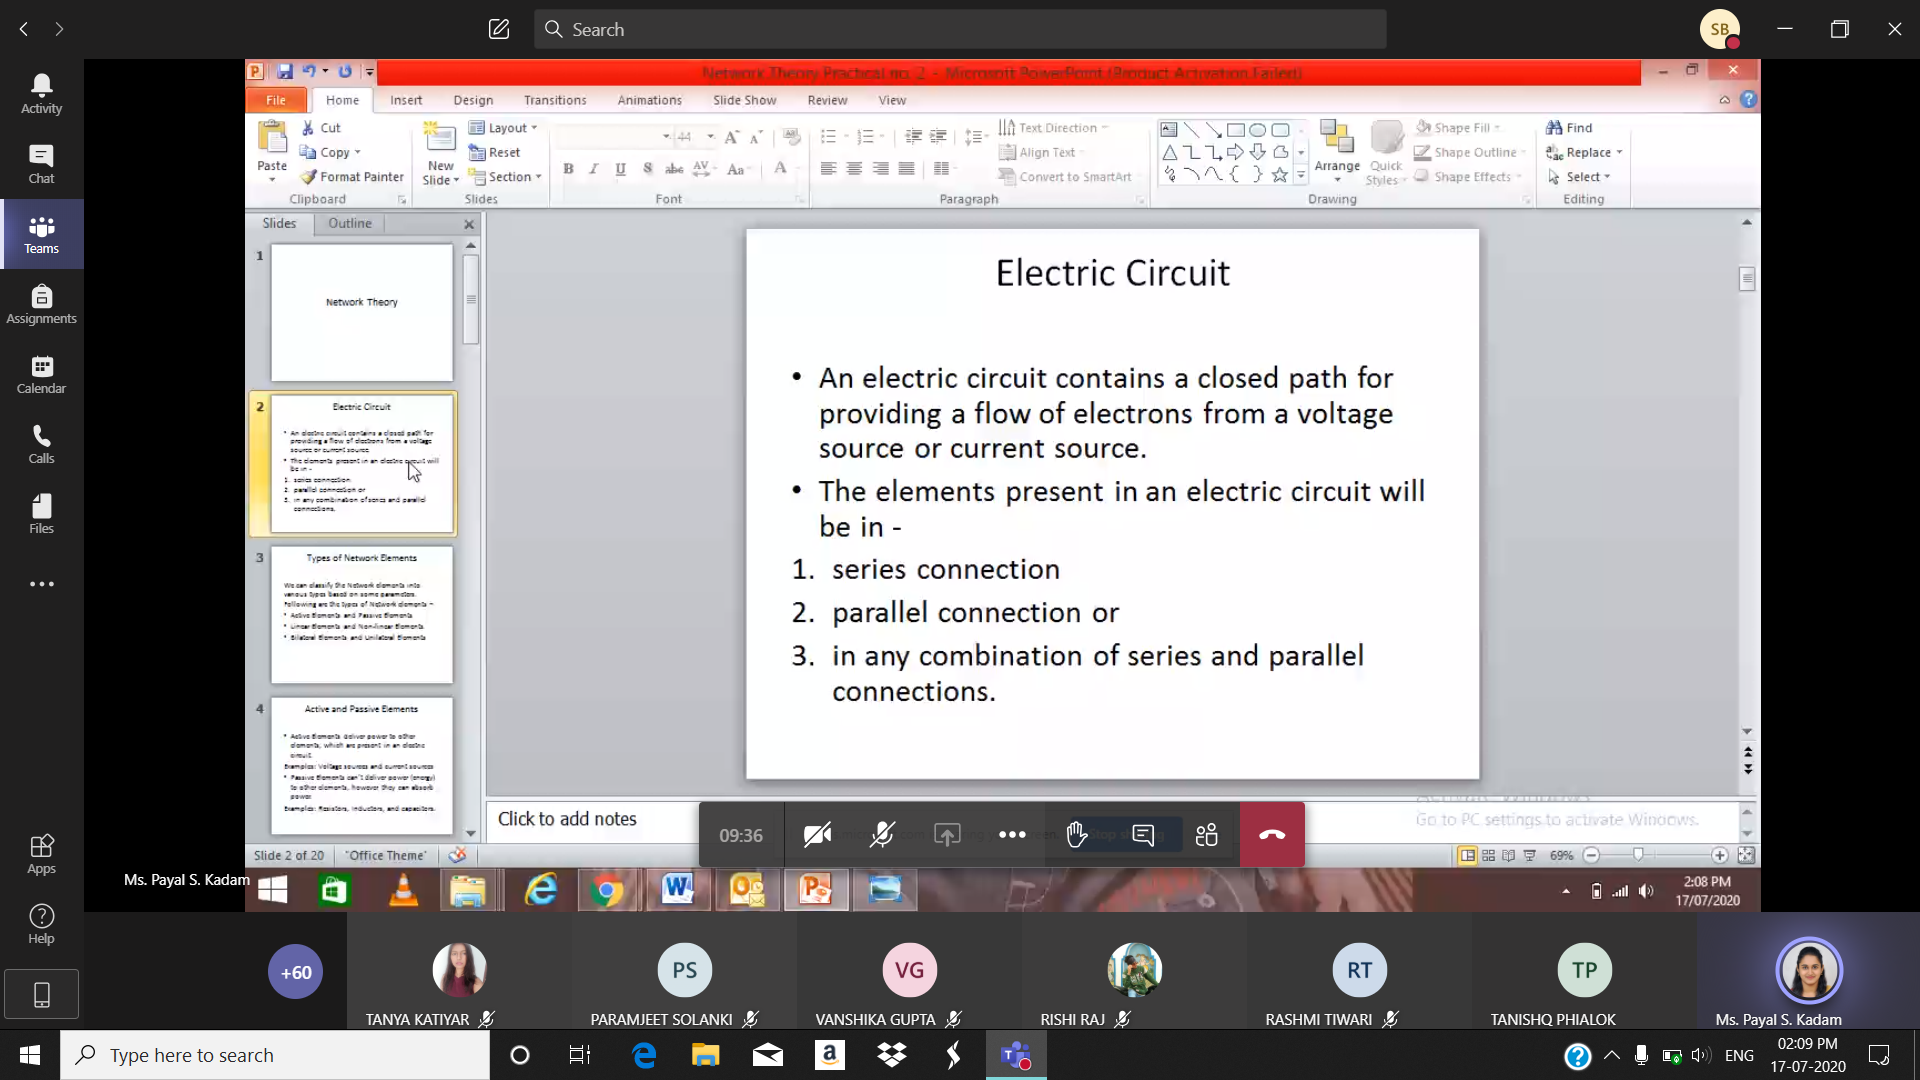 Search
SB
Activity
Chat
Teams
Assignments
Calendar
Calls
Files
Apps
Help
Network Theory Practical no. 2 - Microsoft PowerPoint (Product Activation Failed)
File Home Insert Design Transitions Animations Slide Show Review View
Paste
Cut
Copy
Format Painter
Clipboard
New
Slide
Layout
Reset
Section
Slides
44
B I U S abc AV Aa A
Font
Text Direction
Align Text
Convert to SmartArt
Paragraph
Arrange
Quick
Styles
Shape Fill
Shape Outline
Shape Effects
Drawing
Find
Replace
Select
Editing
Slides Outline
1
Network Theory
2
Electric Circuit
• An electric circuit contains a closed path for
providing a flow of electrons from a voltage
source or current source.
• The elements present in an electric circuit will
be in -
1. series connection
2. parallel connection or
3. in any combination of series and parallel
connections.
3
Types of Network Elements
We can classify the Network elements into
various types based on some parameters.
Following are the types of Network elements –
• Active Elements and Passive Elements
• Linear Elements and Non-linear Elements
• Bilateral Elements and Unilateral Elements
4
Active and Passive Elements
• Active Elements deliver power to other
elements, which are present in an electric
circuit.
Examples: Voltage sources and current sources
• Passive Elements can't deliver power (energy)
to other elements, however they can absorb
power.
Examples: Resistors, Inductors, and capacitors.
Electric Circuit
• An electric circuit contains a closed path for
providing a flow of electrons from a voltage
source or current source.
• The elements present in an electric circuit will
be in -
1. series connection
2. parallel connection or
3. in any combination of series and parallel
connections.
Click to add notes
Go to PC settings to activate Windows.
09:36
Slide 2 of 20 "Office Theme"
69%
Ms. Payal S. Kadam
2:08 PM
17/07/2020
+60
TANYA KATIYAR
PS
PARAMJEET SOLANKI
VG
VANSHIKA GUPTA
RISHI RAJ
RT
RASHMI TIWARI
TP
TANISHQ PHIALOK
Ms. Payal S. Kadam
Type here to search
ENG
02:09 PM
17-07-2020